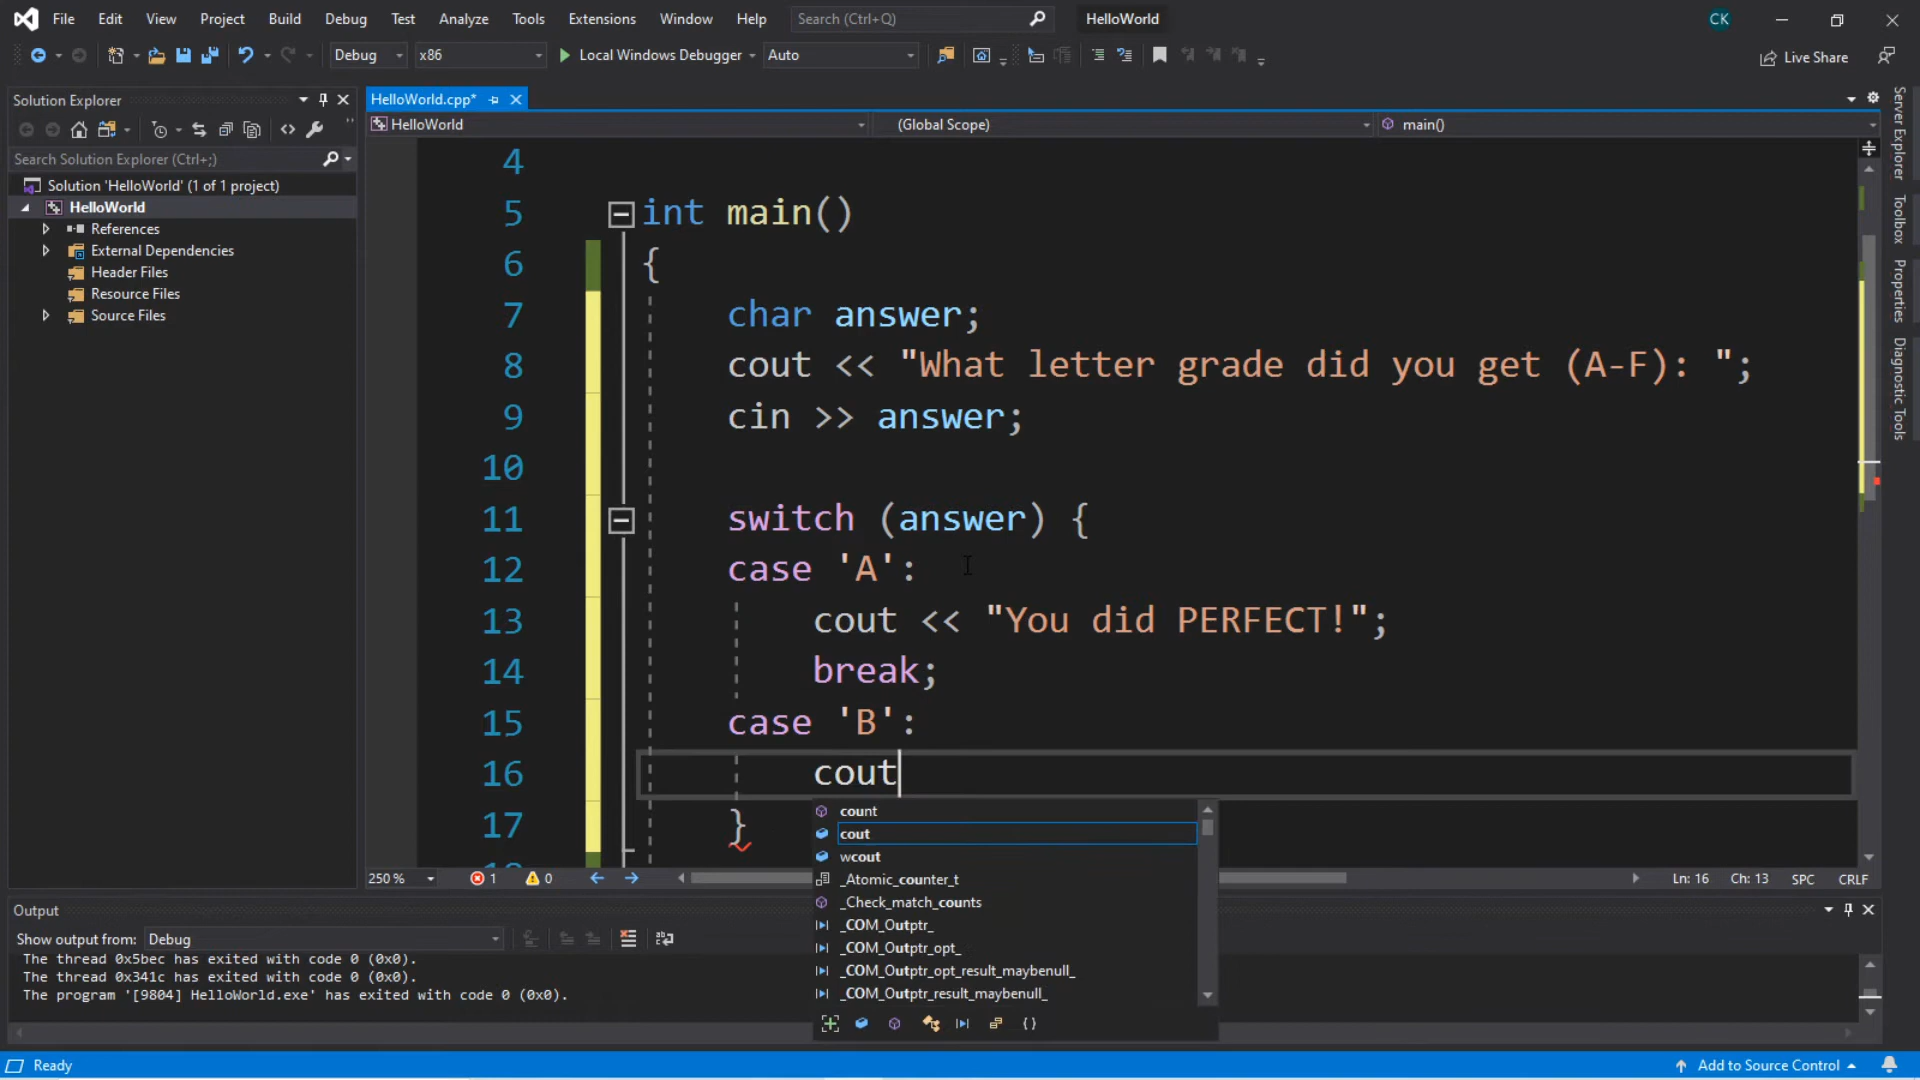 File Edit View Project Build Debug Test Analyze Tools Extensions Window Help Search (Ctrl+Q) HelloWorld CK
Debug x86 Local Windows Debugger Auto Live Share
Solution Explorer
Search Solution Explorer (Ctrl+;)
Solution 'HelloWorld' (1 of 1 project)
HelloWorld
References
External Dependencies
Header Files
Resource Files
Source Files
HelloWorld.cpp*
HelloWorld (Global Scope) main()
4
5 int main()
6 {
7 char answer;
8 cout << "What letter grade did you get (A-F): ";
9 cin >> answer;
10
11 switch (answer) {
12 case 'A':
13 cout << "You did PERFECT!";
14 break;
15 case 'B':
16 cout
17 }
count
cout
wcout
_Atomic_counter_t
_Check_match_counts
_COM_Outptr_
_COM_Outptr_opt_
_COM_Outptr_opt_result_maybenull_
_COM_Outptr_result_maybenull_
250 % 1 0 Ln: 16 Ch: 13 SPC CRLF
Output
Show output from: Debug
The thread 0x5bec has exited with code 0 (0x0).
The thread 0x341c has exited with code 0 (0x0).
The program '[9804] HelloWorld.exe' has exited with code 0 (0x0).
Ready Add to Source Control
Server Explorer
Toolbox
Properties
Diagnostic Tools